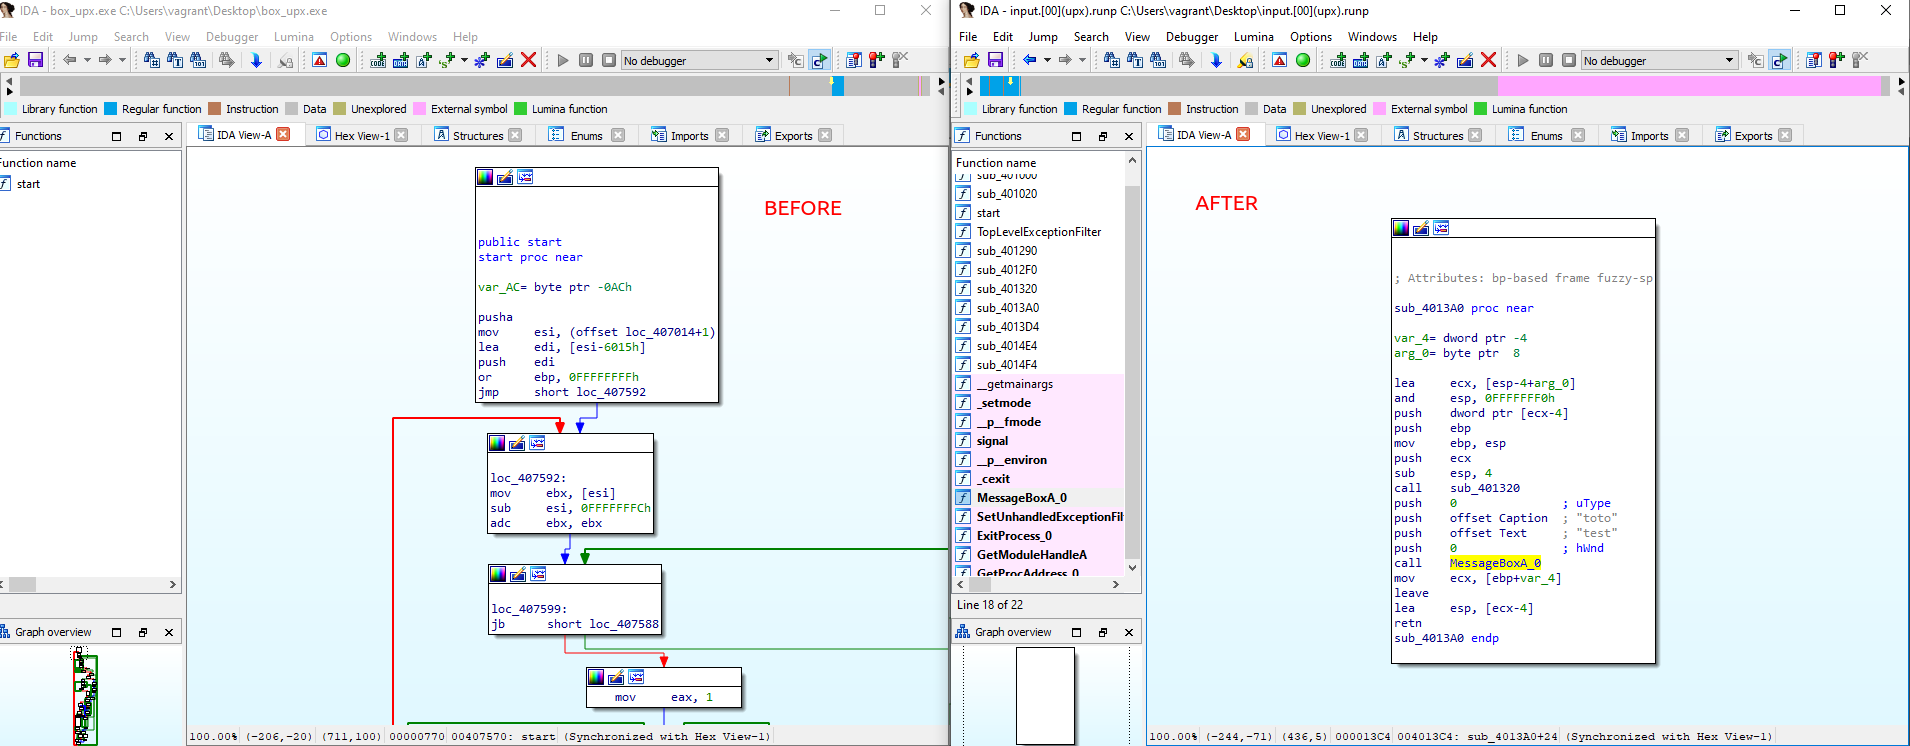 IDA - box_upx.exe C:\Users\vagrant\Desktop\box_upx.exe
File Edit Jump Search View Debugger Lumina Options Windows Help
No debugger
Library function Regular function Instruction Data Unexplored External symbol Lumina function
Functions
IDA View-A Hex View-1 Structures Enums Imports Exports
Function name
start
BEFORE
public start
start proc near
var_AC= byte ptr -0ACh
pusha
mov esi, (offset loc_407014+1)
lea edi, [esi-6015h]
push edi
or ebp, 0FFFFFFFFh
jmp short loc_407592
loc_407592:
mov ebx, [esi]
sub esi, 0FFFFFFFCh
adc ebx, ebx
loc_407599:
jb short loc_407588
mov eax, 1
Graph overview
100.00% (-206,-20) (711,100) 00000770 00407570: start (Synchronized with Hex View-1)
IDA - input.[00](upx).runp C:\Users\vagrant\Desktop\input.[00](upx).runp
File Edit Jump Search View Debugger Lumina Options Windows Help
No debugger
Library function Regular function Instruction Data Unexplored External symbol Lumina function
Functions
IDA View-A Hex View-1 Structures Enums Imports Exports
Function name
sub_401000
sub_401020
start
TopLevelExceptionFilter
sub_401290
sub_4012F0
sub_401320
sub_4013A0
sub_4013D4
sub_4014E4
sub_4014F4
__getmainargs
_setmode
__p__fmode
signal
__p__environ
_cexit
MessageBoxA_0
SetUnhandledExceptionFil
ExitProcess_0
GetModuleHandleA
GetProcAddress_0
Line 18 of 22
Graph overview
AFTER
; Attributes: bp-based frame fuzzy-sp
sub_4013A0 proc near
var_4= dword ptr -4
arg_0= byte ptr 8
lea ecx, [esp-4+arg_0]
and esp, 0FFFFFFF0h
push dword ptr [ecx-4]
push ebp
mov ebp, esp
push ecx
sub esp, 4
call sub_401320
push 0 ; uType
push offset Caption ; "toto"
push offset Text ; "test"
push 0 ; hWnd
call MessageBoxA_0
mov ecx, [ebp+var_4]
leave
lea esp, [ecx-4]
retn
sub_4013A0 endp
100.00% (-244,-71) (436,5) 000013C4 004013C4: sub_4013A0+24 (Synchronized with Hex View-1)